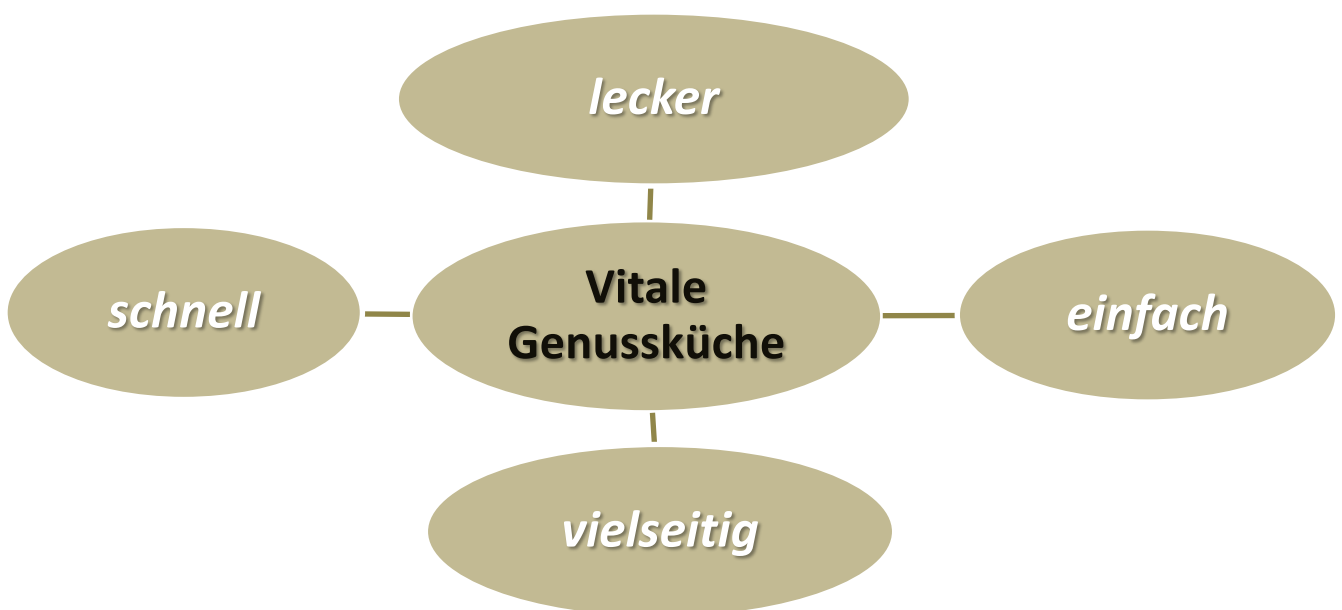 lecker
schnell
Vitale
Genussküche
einfach
vielseitig